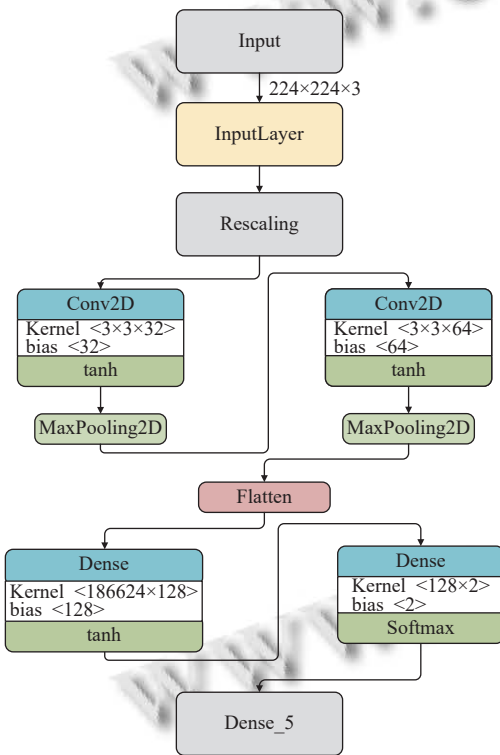 Input
224×224×3
InputLayer
Rescaling
Conv2D
Kernel <3×3×32>
bias <32>
tanh
MaxPooling2D
Conv2D
Kernel <3×3×64>
bias <64>
tanh
MaxPooling2D
Flatten
Dense
Kernel <186624×128>
bias <128>
tanh
Dense
Kernel <128×2>
bias <2>
Softmax
Dense_5